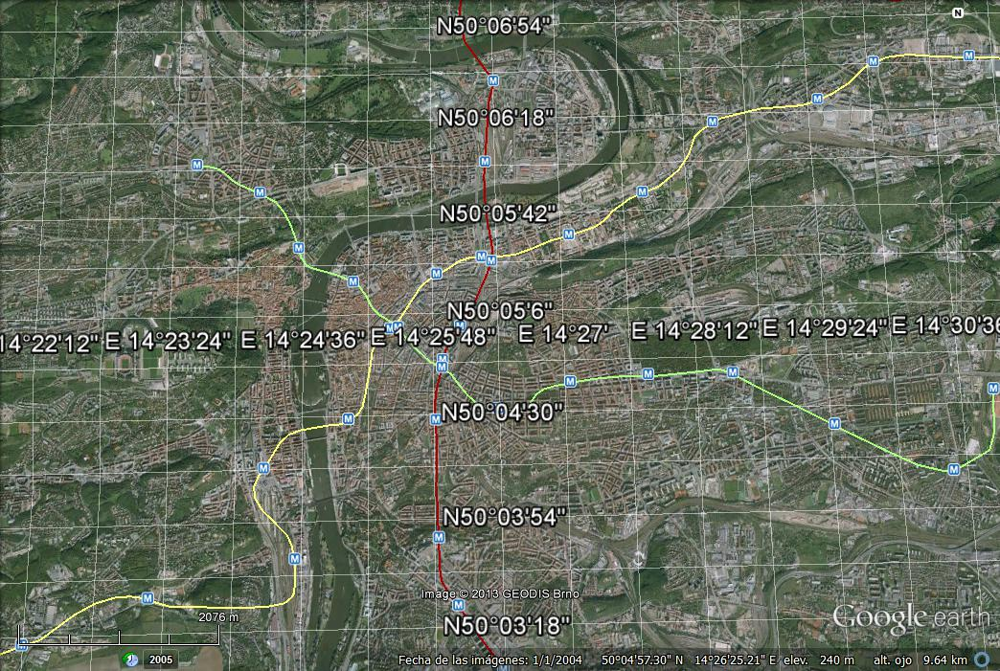 N50°06'54"
N
M
M
M
N50°06'18"
M
M
M
M
M
M
N50°05'42"
M
M
M
M
M
M
M
N50°05'6"
M
14°22'12" E 14°23'24" E 14°24'36" E 14°25'48" E 14°27' E 14°28'12" E 14°29'24" E 14°30'36
M
M
M
M
M
M
M
N50°04'30"
M
M
M
M
M
N50°03'54"
M
M
Image © 2013 GEODIS Brno
M
M
2076 m
N50°03'18"
Google earth
M
2005
Fecha de las imágenes: 1/1/2004 50°04'57.30" N 14°26'25.21" E elev. 240 m alt. ojo 9.64 km